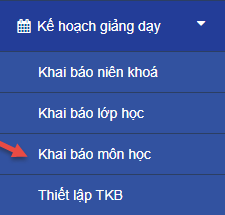 Kế hoạch giảng dạy
Khai báo niên khoá
Khai báo lớp học
Khai báo môn học
Thiết lập TKB